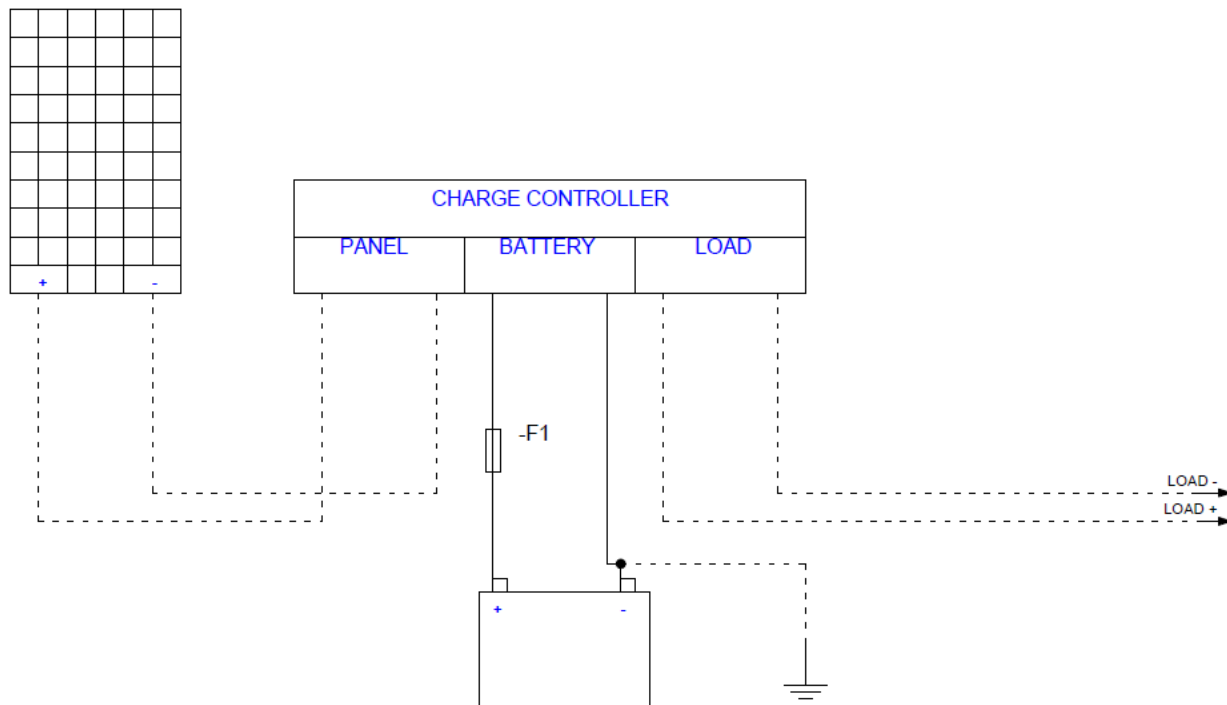 CHARGE CONTROLLER
PANEL BATTERY LOAD
+ -
-F1
LOAD -
LOAD +
+ -